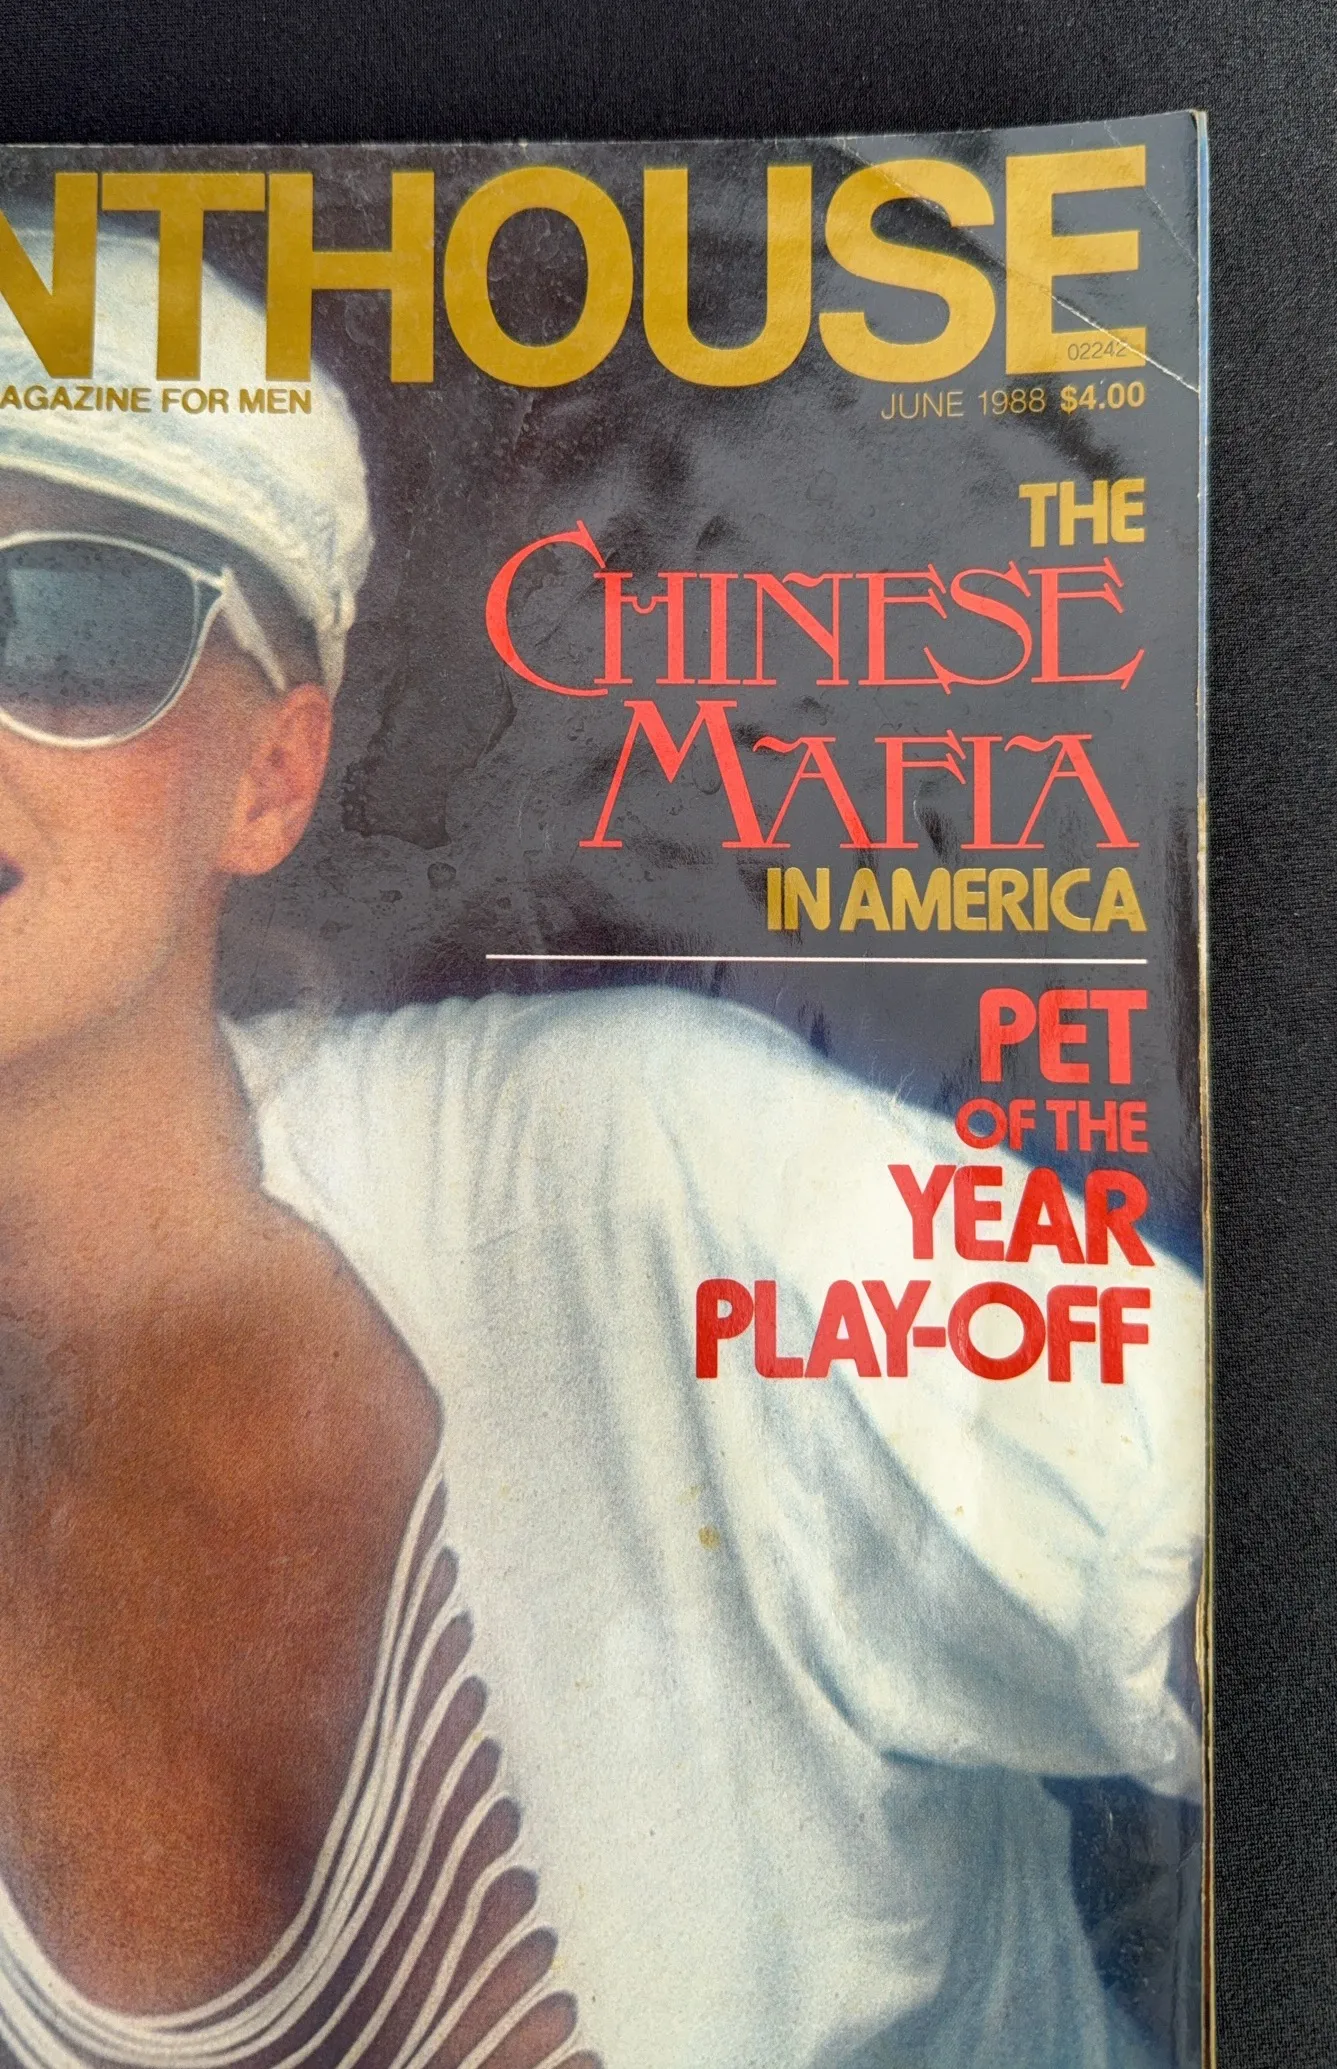 NTHOUSE
02242
AGAZINE FOR MEN
JUNE 1988 $4.00
THE
CHINESE
MAFIA
IN AMERICA
PET
OF THE
YEAR
PLAY-OFF